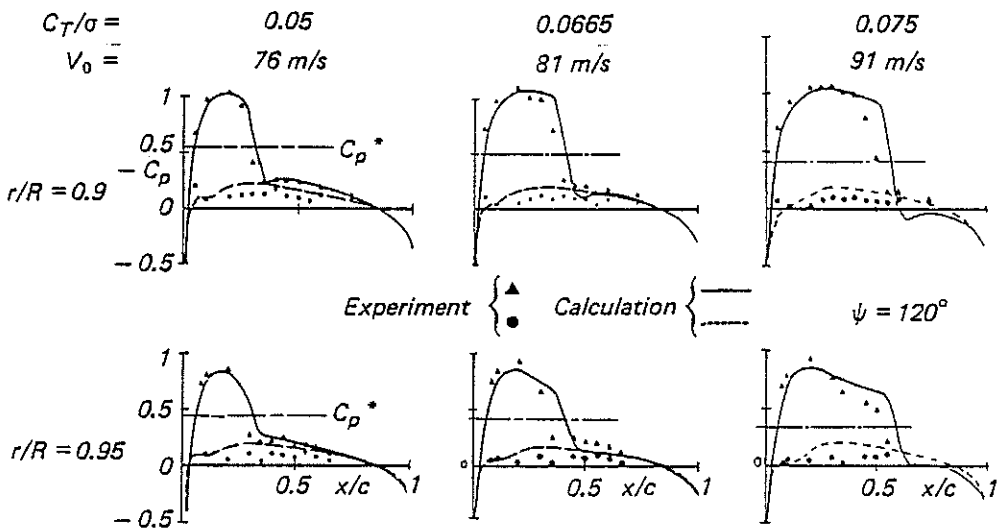 C_T/σ = 0.05 0.0665 0.075
V_0 = 76 m/s 81 m/s 91 m/s
1
0.5 C_p*
− C_p
r/R = 0.9
0
− 0.5
Experiment { ▲ ● Calculation { ψ = 120°
1
0.5 C_p*
r/R = 0.95
0 0 0
0.5 x/c 1 0.5 x/c 1 0.5 x/c 1
− 0.5